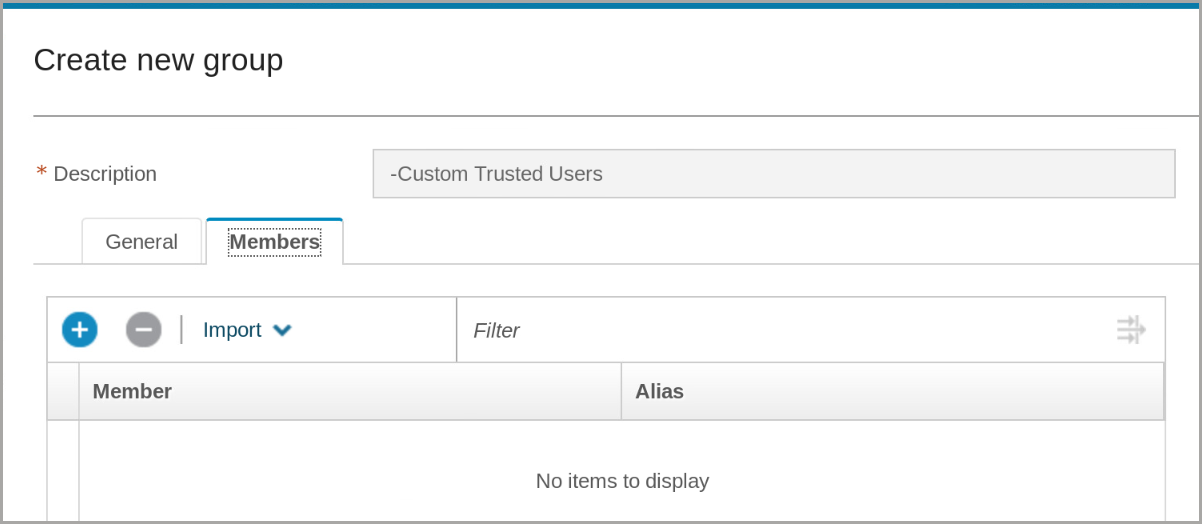 Create new group
* Description
-Custom Trusted Users
General
Members
Import
Filter
Member
Alias
No items to display